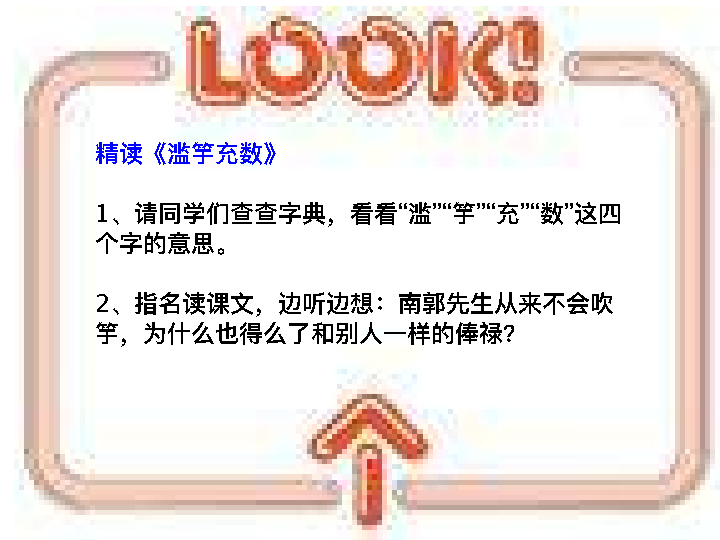 LOOK!
精读《滥竽充数》
1、请同学们查查字典，看看“滥”“竽”“充”“数”这四
个字的意思。
2、指名读课文，边听边想：南郭先生从来不会吹
竽，为什么也得么了和别人一样的俸禄？